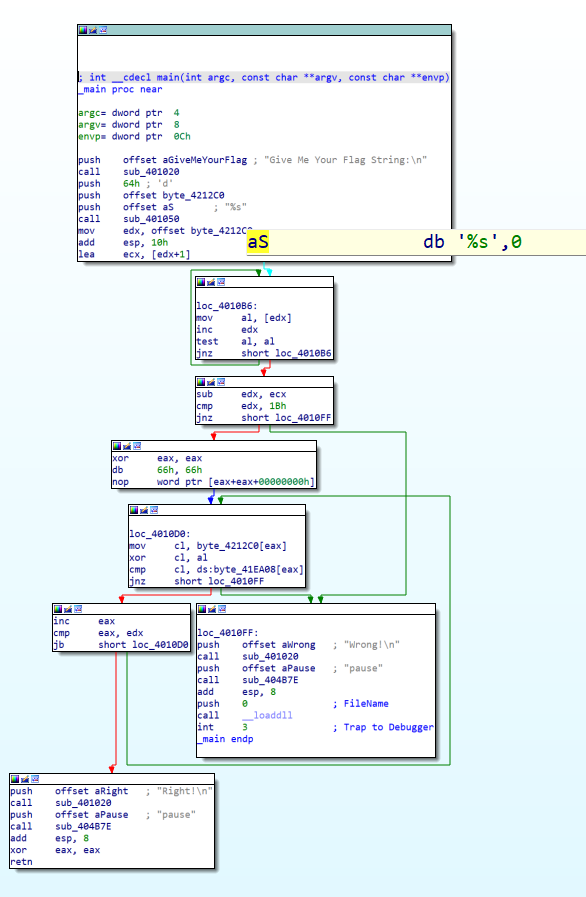 ; int __cdecl main(int argc, const char **argv, const char **envp)
_main proc near
argc= dword ptr  4
argv= dword ptr  8
envp= dword ptr  0Ch
push    offset aGiveMeYourFlag ; "Give Me Your Flag String:\n"
call    sub_401020
push    64h ; 'd'
push    offset byte_4212C0
push    offset aS       ; "%s"
call    sub_401050
mov     edx, offset byte_4212C0
add     esp, 10h
lea     ecx, [edx+1]
aS db '%s',0
loc_4010B6:
mov     al, [edx]
inc     edx
test    al, al
jnz     short loc_4010B6
sub     edx, ecx
cmp     edx, 1Bh
jnz     short loc_4010FF
xor     eax, eax
db      66h, 66h
nop     word ptr [eax+eax+00000000h]
loc_4010D0:
mov     cl, byte_4212C0[eax]
xor     cl, al
cmp     cl, ds:byte_41EA08[eax]
jnz     short loc_4010FF
inc     eax
cmp     eax, edx
jb      short loc_4010D0
loc_4010FF:
push    offset aWrong   ; "Wrong!\n"
call    sub_401020
push    offset aPause   ; "pause"
call    sub_404B7E
add     esp, 8
push    0               ; FileName
call    __loaddll
int     3               ; Trap to Debugger
_main endp
push    offset aRight   ; "Right!\n"
call    sub_401020
push    offset aPause   ; "pause"
call    sub_404B7E
add     esp, 8
xor     eax, eax
retn